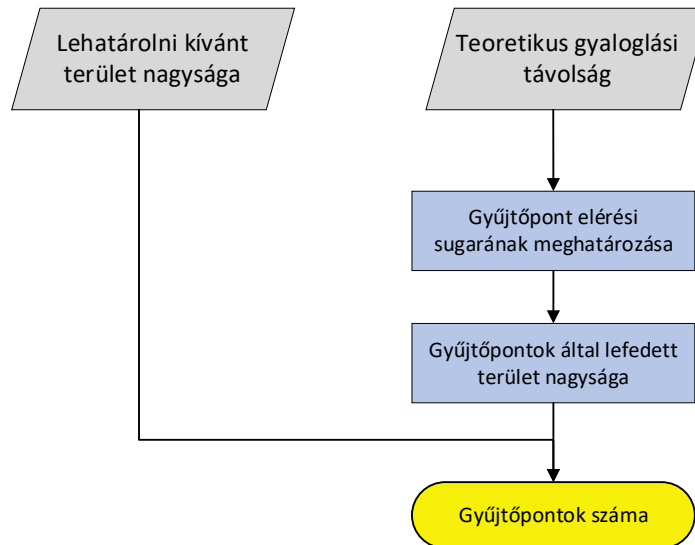 Lehatárolni kívánt
terület nagysága
Teoretikus gyaloglási
távolság
Gyűjtőpont elérési
sugarának meghatározása
Gyűjtőpontok által lefedett
terület nagysága
Gyűjtőpontok száma